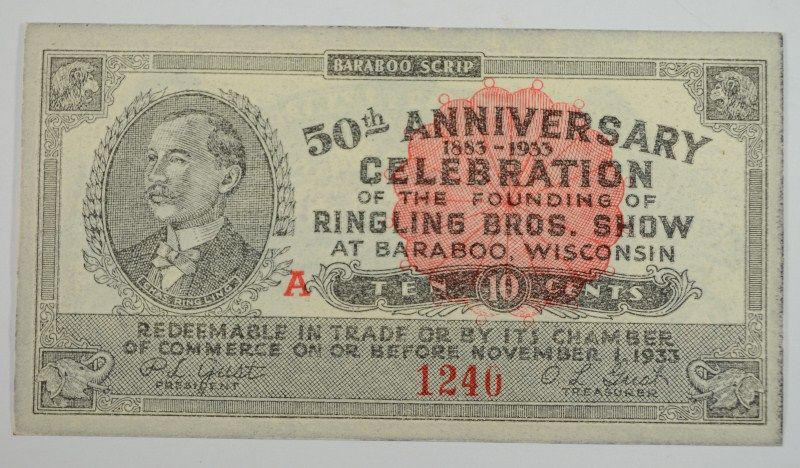 BARABOO SCRIP
50th ANNIVERSARY
1883-1933
CELEBRATION
OF THE FOUNDING OF
RINGLING BROS. SHOW
AT BARABOO, WISCONSIN
CHAS. RINGLING
A
TEN 10 CENTS
REDEEMABLE IN TRADE OR BY ITS CHAMBER
OF COMMERCE ON OR BEFORE NOVEMBER 1, 1933
PRESIDENT
1240
TREASURER